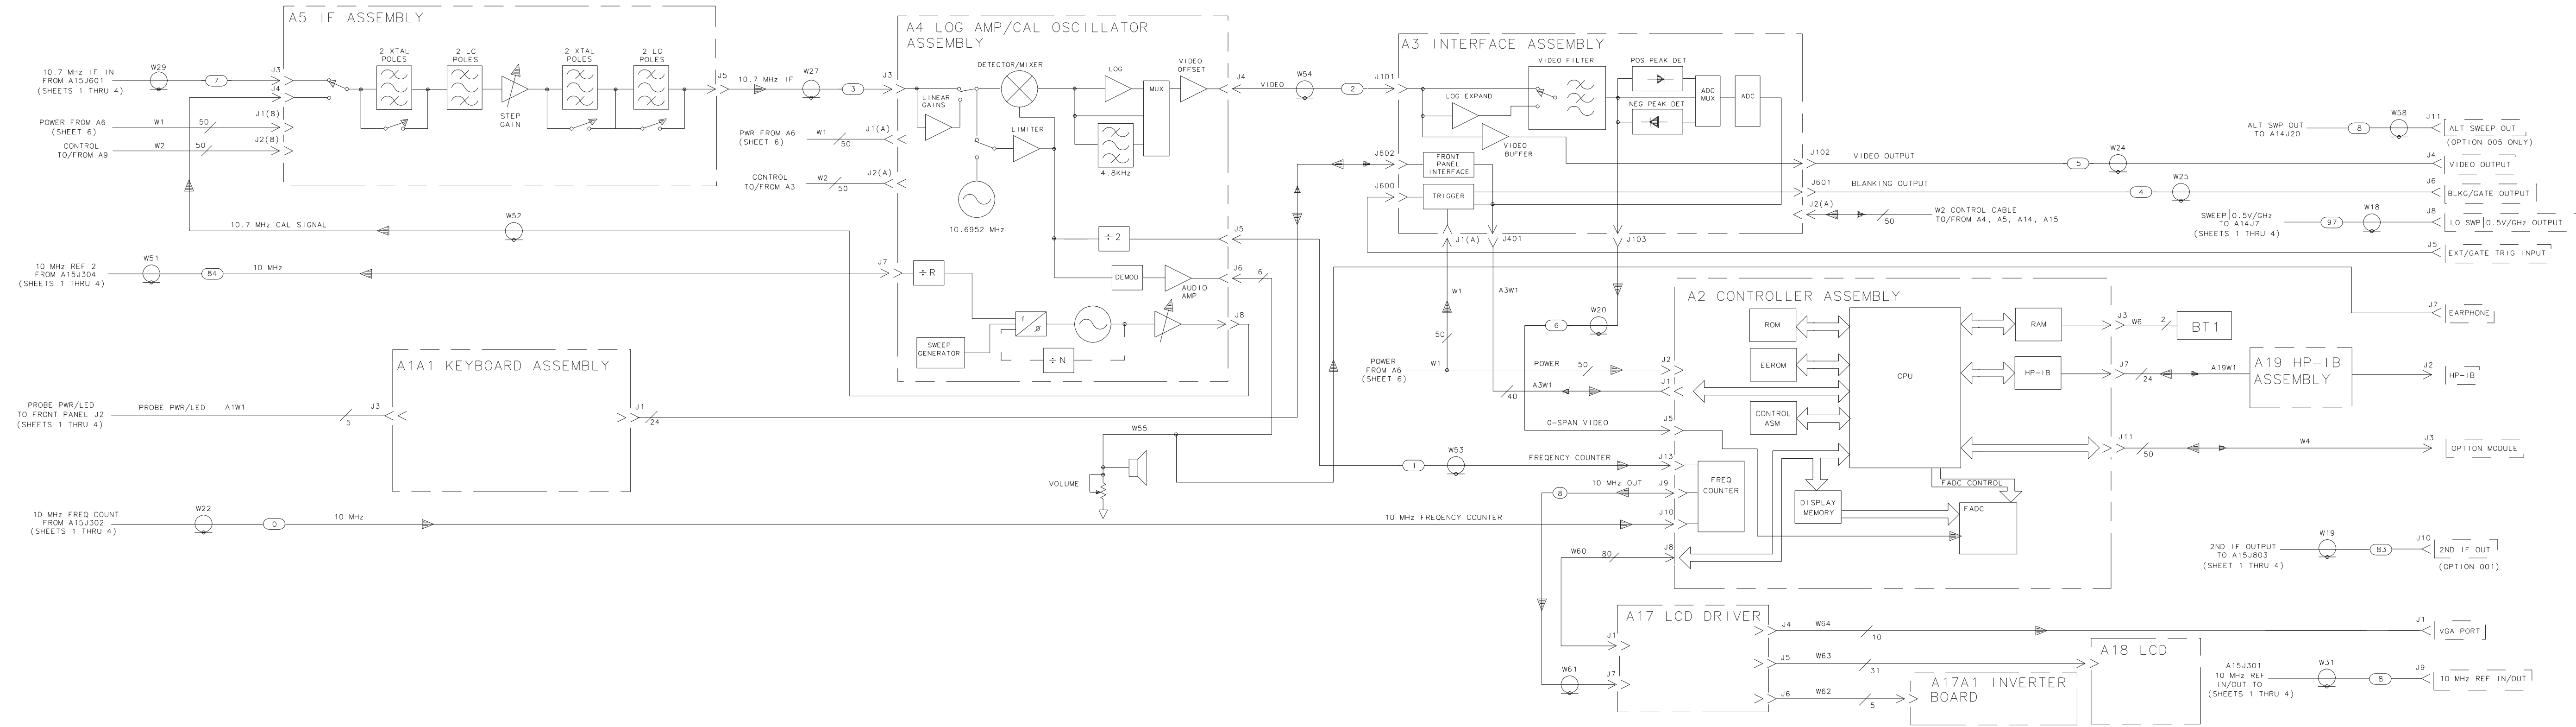 A5 IF ASSEMBLY
2 XTAL
POLES
2 LC
POLES
2 XTAL
POLES
2 LC
POLES
STEP
GAIN
10.7 MHz IF IN
FROM A15J601
(SHEETS 1 THRU 4)
W29
7
J3
J4
POWER FROM A6
(SHEET 6)
W1
50
J1(8)
CONTROL
TO/FROM A9
W2
50
J2(8)
J5
10.7 MHz IF
W27
3
J3
A4 LOG AMP/CAL OSCILLATOR
ASSEMBLY
DETECTOR/MIXER
LINEAR
GAINS
LIMITER
LOG
MUX
VIDEO
OFFSET
4.8KHz
10.6952 MHz
PWR FROM A6
(SHEET 6)
W1
50
J1(A)
CONTROL
TO/FROM A3
W2
50
J2(A)
÷ 2
DEMOD
AUDIO
AMP
÷ R
f
ø
SWEEP
GENERATOR
÷ N
J4
J5
J6
6
J8
J7
10.7 MHz CAL SIGNAL
W52
10 MHz REF 2
FROM A15J304
(SHEETS 1 THRU 4)
W51
84
10 MHz
VIDEO
W54
2
J101
A3 INTERFACE ASSEMBLY
VIDEO FILTER
LOG EXPAND
VIDEO
BUFFER
POS PEAK DET
NEG PEAK DET
ADC
MUX
ADC
J602
FRONT
PANEL
INTERFACE
J600
TRIGGER
J1(A)
J401
J103
J102
VIDEO OUTPUT
5
W24
J601
BLANKING OUTPUT
4
W25
J2(A)
50
W2 CONTROL CABLE
TO/FROM A4, A5, A14, A15
ALT SWP OUT
TO A14J20
8
W58
J11
ALT SWEEP OUT
(OPTION 005 ONLY)
J4
VIDEO OUTPUT
J6
BLKG/GATE OUTPUT
SWEEP|0.5V/GHz
TO A14J7
(SHEETS 1 THRU 4)
97
W18
J8
LO SWP|0.5V/GHz OUTPUT
J5
EXT/GATE TRIG INPUT
J7
EARPHONE
W1
50
A3W1
6
W20
POWER
FROM A6
(SHEET 6)
W1
POWER
50
J2
A3W1
40
J1
0-SPAN VIDEO
J5
A2 CONTROLLER ASSEMBLY
ROM
EEROM
CONTROL
ASM
CPU
RAM
HP-IB
FADC CONTROL
DISPLAY
MEMORY
FADC
FREQ
COUNTER
J3
W6
2
BT1
J7
24
A19W1
A19 HP-IB
ASSEMBLY
J2
HP-IB
J11
50
W4
J3
OPTION MODULE
A1A1 KEYBOARD ASSEMBLY
PROBE PWR/LED
TO FRONT PANEL J2
(SHEETS 1 THRU 4)
PROBE PWR/LED
A1W1
5
J3
J1
24
W55
VOLUME
1
W53
FREQENCY COUNTER
J13
8
10 MHz OUT
J9
10 MHz FREQ COUNT
FROM A15J302
(SHEETS 1 THRU 4)
W22
0
10 MHz
10 MHz FREQENCY COUNTER
J10
W60
80
J8
2ND IF OUTPUT
TO A15J803
(SHEET 1 THRU 4)
W19
83
J10
2ND IF OUT
(OPTION 001)
A17 LCD DRIVER
J1
W61
J7
J4
W64
10
J1
VGA PORT
J5
W63
31
A18 LCD
J6
W62
5
A17A1 INVERTER
BOARD
A15J301
10 MHz REF
IN/OUT TO
(SHEETS 1 THRU 4)
W31
8
J9
10 MHz REF IN/OUT